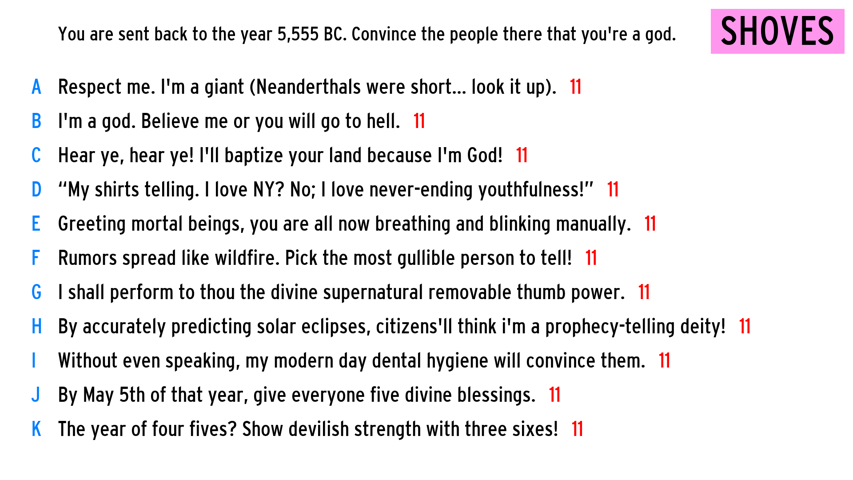 You are sent back to the year 5,555 BC. Convince the people there that you're a god.
SHOVES
A Respect me. I'm a giant (Neanderthals were short... look it up). 11
B I'm a god. Believe me or you will go to hell. 11
C Hear ye, hear ye! I'll baptize your land because I'm God! 11
D “My shirts telling. I love NY? No; I love never-ending youthfulness!” 11
E Greeting mortal beings, you are all now breathing and blinking manually. 11
F Rumors spread like wildfire. Pick the most gullible person to tell! 11
G I shall perform to thou the divine supernatural removable thumb power. 11
H By accurately predicting solar eclipses, citizens'll think i'm a prophecy-telling deity! 11
I Without even speaking, my modern day dental hygiene will convince them. 11
J By May 5th of that year, give everyone five divine blessings. 11
K The year of four fives? Show devilish strength with three sixes! 11